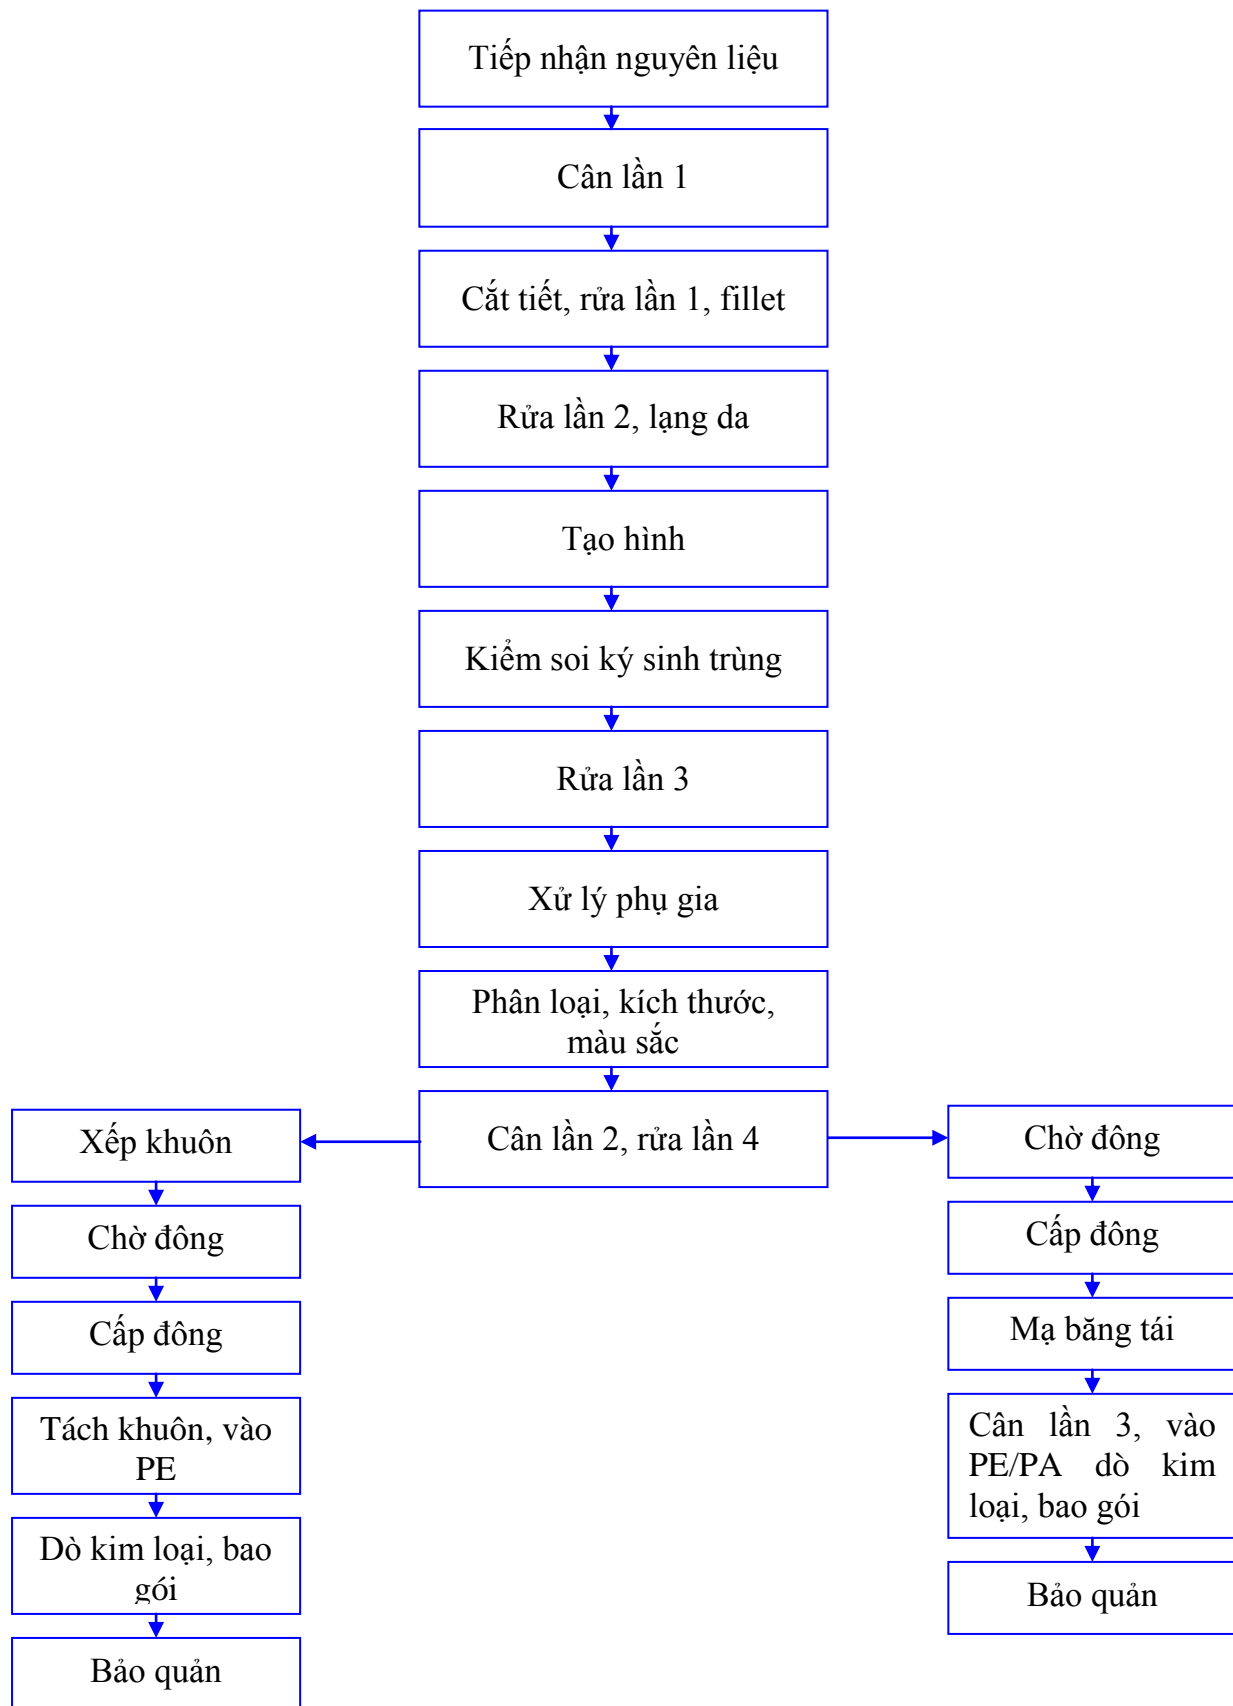 Tiếp nhận nguyên liệu
Cân lần 1
Cắt tiết, rửa lần 1, fillet
Rửa lần 2, lạng da
Tạo hình
Kiểm soi ký sinh trùng
Rửa lần 3
Xử lý phụ gia
Phân loại, kích thước,
màu sắc
Cân lần 2, rửa lần 4
Xếp khuôn
Chờ đông
Cấp đông
Tách khuôn, vào
PE
Dò kim loại, bao
gói
Bảo quản
Chờ đông
Cấp đông
Mạ băng tái
Cân lần 3, vào
PE/PA dò kim
loại, bao gói
Bảo quản